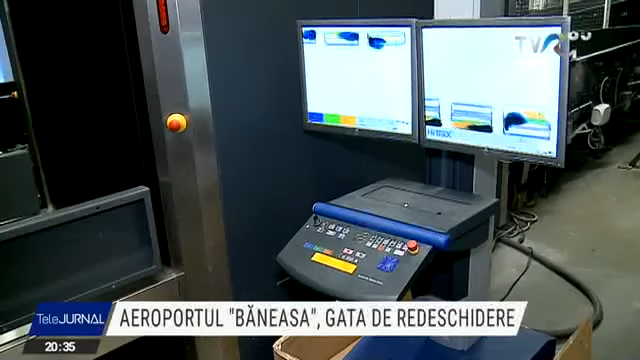 TVR
HiTraX
TeleJURNAL
AEROPORTUL "BĂNEASA", GATA DE REDESCHIDERE
20:35